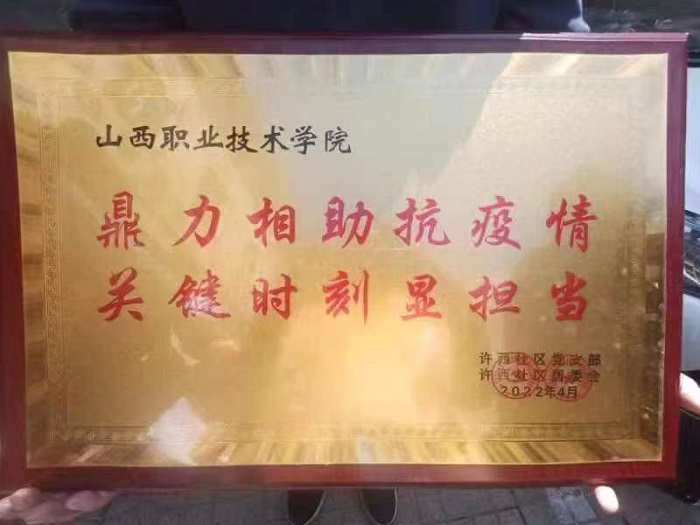 山西职业技术学院
鼎力相助抗疫情
关键时刻显担当
许西社区党支部
许西社区居委会
2022年4月